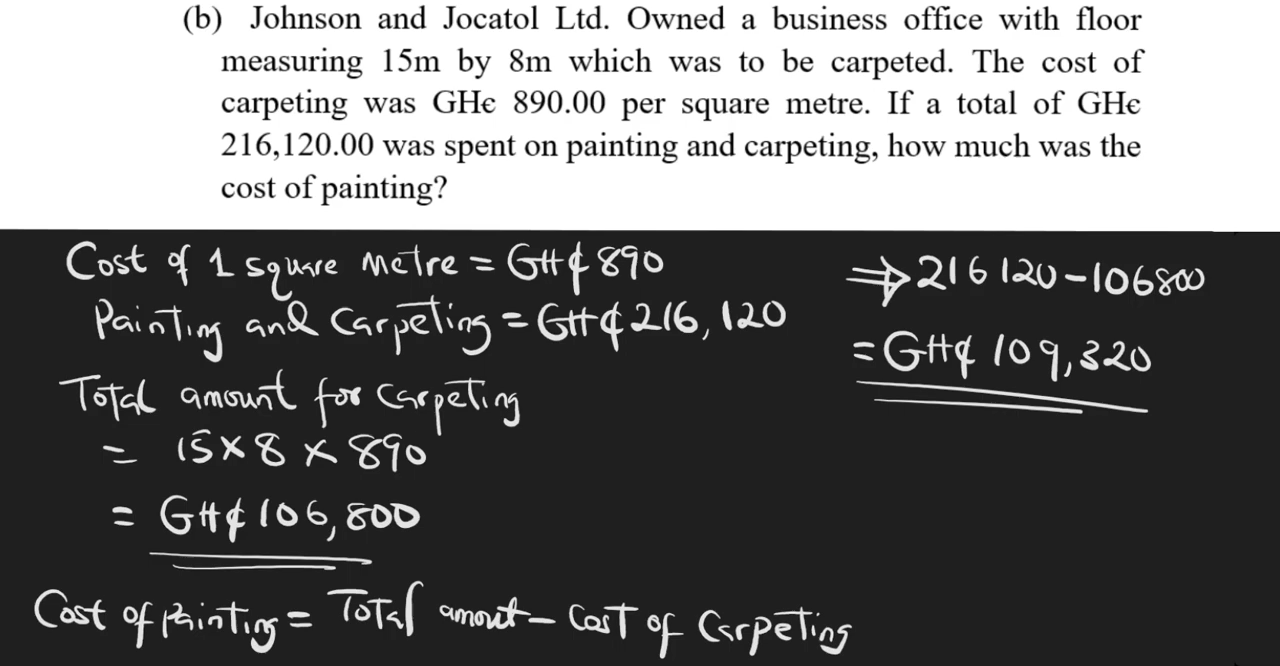 (b) Johnson and Jocatol Ltd. Owned a business office with floor
measuring 15m by 8m which was to be carpeted. The cost of
carpeting was GH€ 890.00 per square metre. If a total of GH€
216,120.00 was spent on painting and carpeting, how much was the
cost of painting?
Cost of 1 square metre = GH¢ 890
Painting and Carpeting = GH¢ 216,120
Total amount for Carpeting
= 15 × 8 × 890
= GH¢ 106,800
Cost of Painting = Total amount - Cost of Carpeting
⇒ 216120 - 106800
= GH¢ 109,320